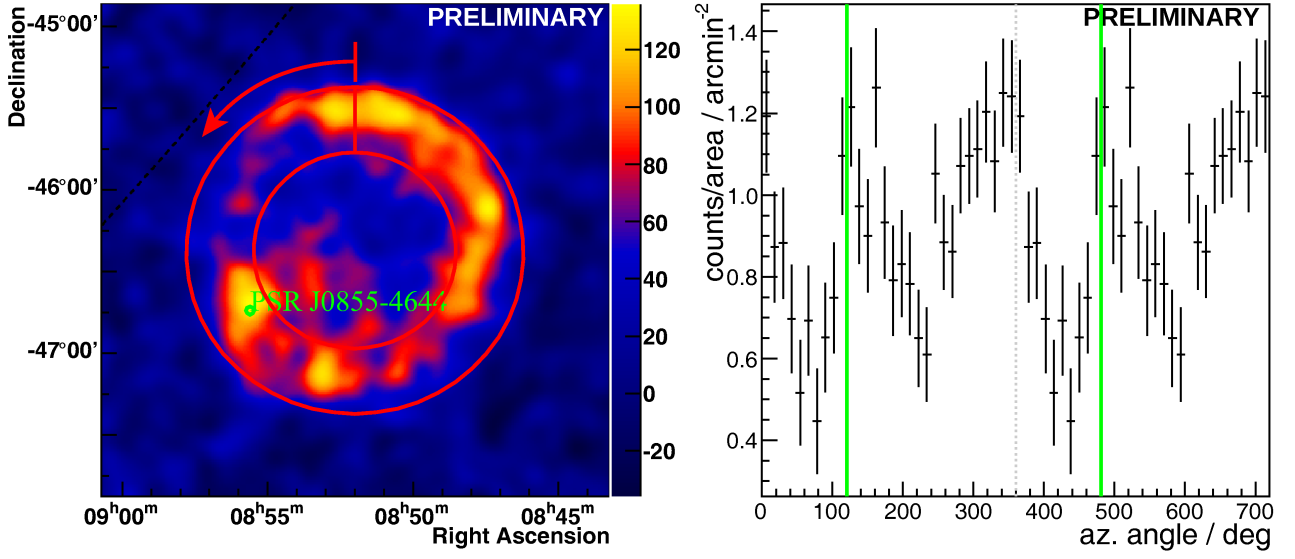 PRELIMINARY
Declination
-45°00'
-46°00'
-47°00'
PSR J0855-4644
120
100
80
60
40
20
0
-20
09ʰ00ᵐ
08ʰ55ᵐ
08ʰ50ᵐ
08ʰ45ᵐ
Right Ascension
PRELIMINARY
counts/area / arcmin⁻²
1.4
1.2
1.0
0.8
0.6
0.4
0
100
200
300
400
500
600
700
az. angle / deg